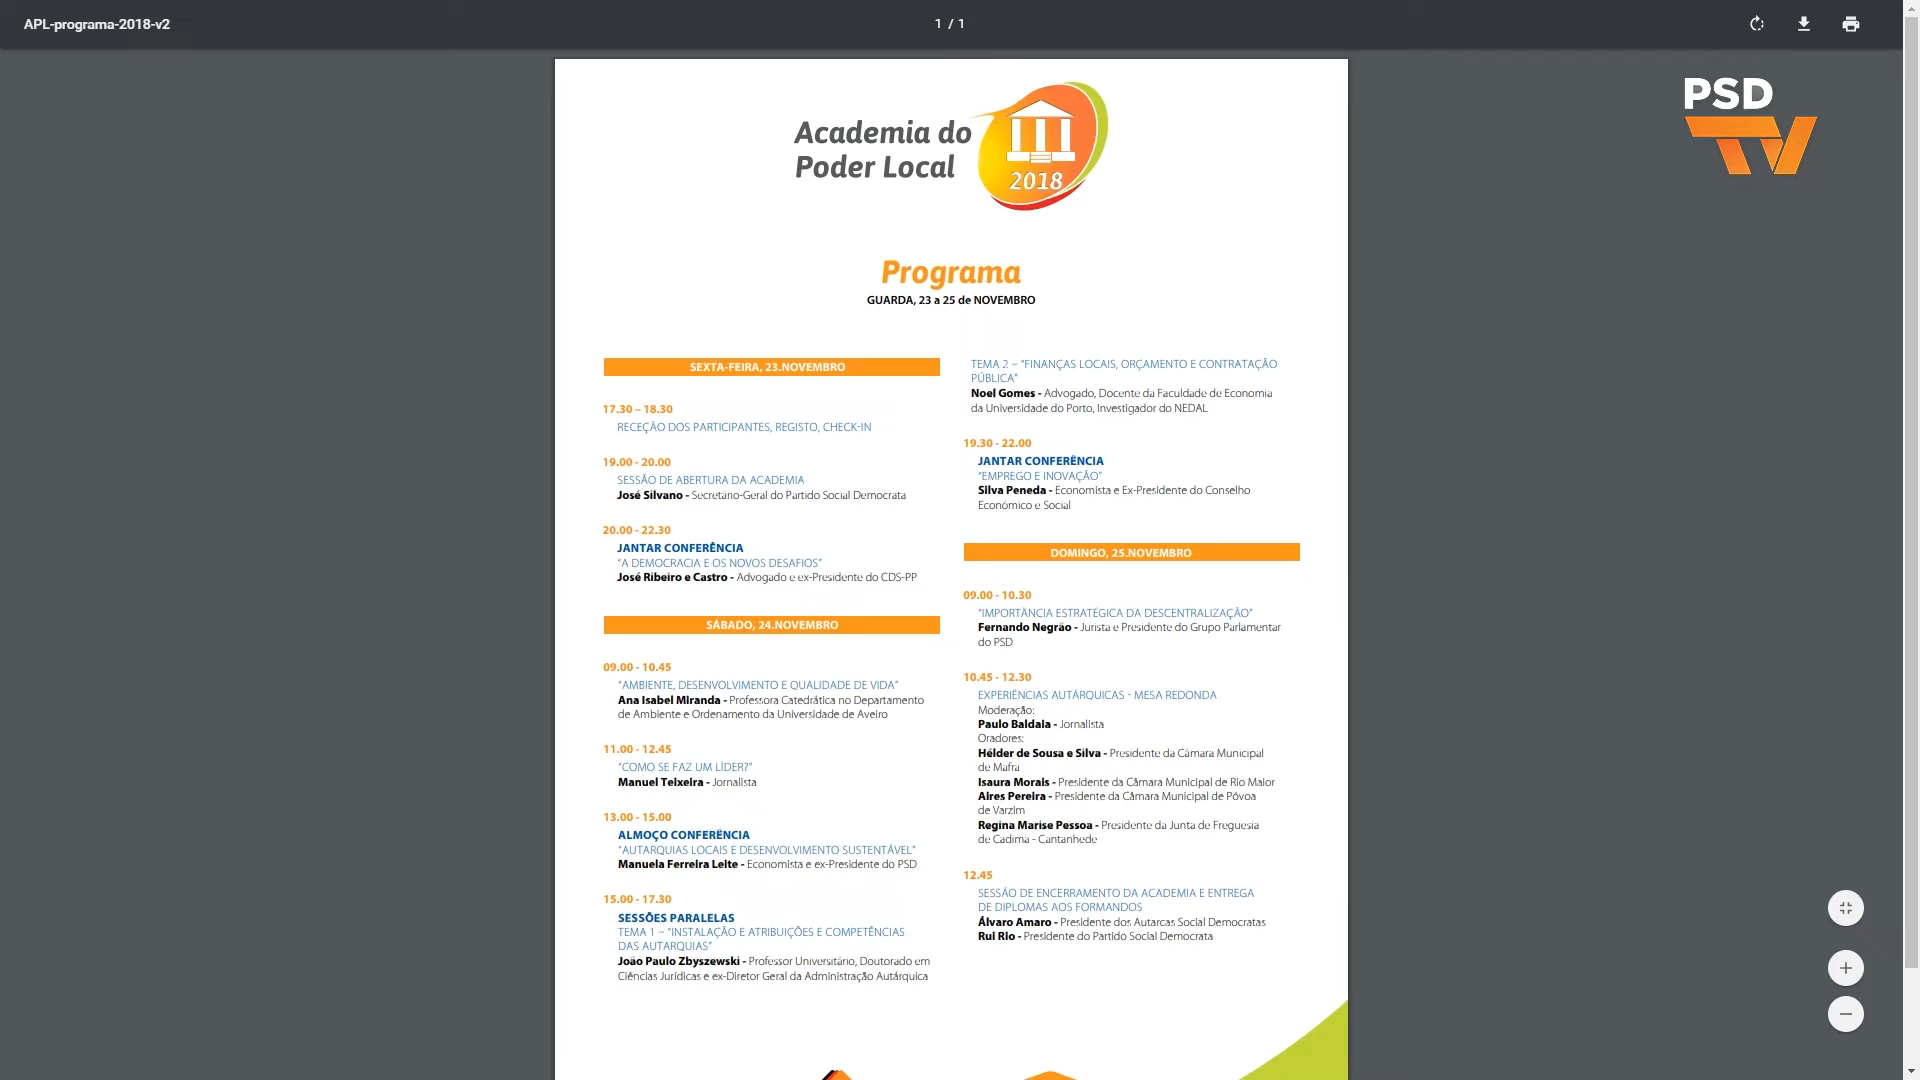 APL-programa-2018-v2
1 / 1
PSD
TV
Academia do
Poder Local
2018
Programa
GUARDA, 23 a 25 de NOVEMBRO
SEXTA-FEIRA, 23.NOVEMBRO
17.30 – 18.30
RECEÇÃO DOS PARTICIPANTES, REGISTO, CHECK-IN
19.00 - 20.00
SESSÃO DE ABERTURA DA ACADEMIA
José Silvano - Secretário-Geral do Partido Social Democrata
20.00 - 22.30
JANTAR CONFERÊNCIA
"A DEMOCRACIA E OS NOVOS DESAFIOS"
José Ribeiro e Castro - Advogado e ex-Presidente do CDS-PP
SÁBADO, 24.NOVEMBRO
09.00 - 10.45
"AMBIENTE, DESENVOLVIMENTO E QUALIDADE DE VIDA"
Ana Isabel Miranda - Professora Catedrática no Departamento
de Ambiente e Ordenamento da Universidade de Aveiro
11.00 - 12.45
"COMO SE FAZ UM LÍDER?"
Manuel Teixeira - Jornalista
13.00 - 15.00
ALMOÇO CONFERÊNCIA
"AUTARQUIAS LOCAIS E DESENVOLVIMENTO SUSTENTÁVEL"
Manuela Ferreira Leite - Economista e ex-Presidente do PSD
15.00 - 17.30
SESSÕES PARALELAS
TEMA 1 – "INSTALAÇÃO E ATRIBUIÇÕES E COMPETÊNCIAS
DAS AUTARQUIAS"
João Paulo Zbyszewski - Professor Universitário, Doutorado em
Ciências Jurídicas e ex-Diretor Geral da Administração Autárquica
TEMA 2 – "FINANÇAS LOCAIS, ORÇAMENTO E CONTRATAÇÃO
PÚBLICA"
Noel Gomes - Advogado, Docente da Faculdade de Economia
da Universidade do Porto, Investigador do NEDAL
19.30 - 22.00
JANTAR CONFERÊNCIA
"EMPREGO E INOVAÇÃO"
Silva Peneda - Economista e Ex-Presidente do Conselho
Económico e Social
DOMINGO, 25.NOVEMBRO
09.00 - 10.30
"IMPORTÂNCIA ESTRATÉGICA DA DESCENTRALIZAÇÃO"
Fernando Negrão - Jurista e Presidente do Grupo Parlamentar
do PSD
10.45 - 12.30
EXPERIÊNCIAS AUTÁRQUICAS - MESA REDONDA
Moderação:
Paulo Baldaia - Jornalista
Oradores:
Hélder de Sousa e Silva - Presidente da Câmara Municipal
de Mafra
Isaura Morais - Presidente da Câmara Municipal de Rio Maior
Aires Pereira - Presidente da Câmara Municipal de Póvoa
de Varzim
Regina Marise Pessoa - Presidente da Junta de Freguesia
de Cadima - Cantanhede
12.45
SESSÃO DE ENCERRAMENTO DA ACADEMIA E ENTREGA
DE DIPLOMAS AOS FORMANDOS
Álvaro Amaro - Presidente dos Autarcas Social Democratas
Rui Rio - Presidente do Partido Social Democrata